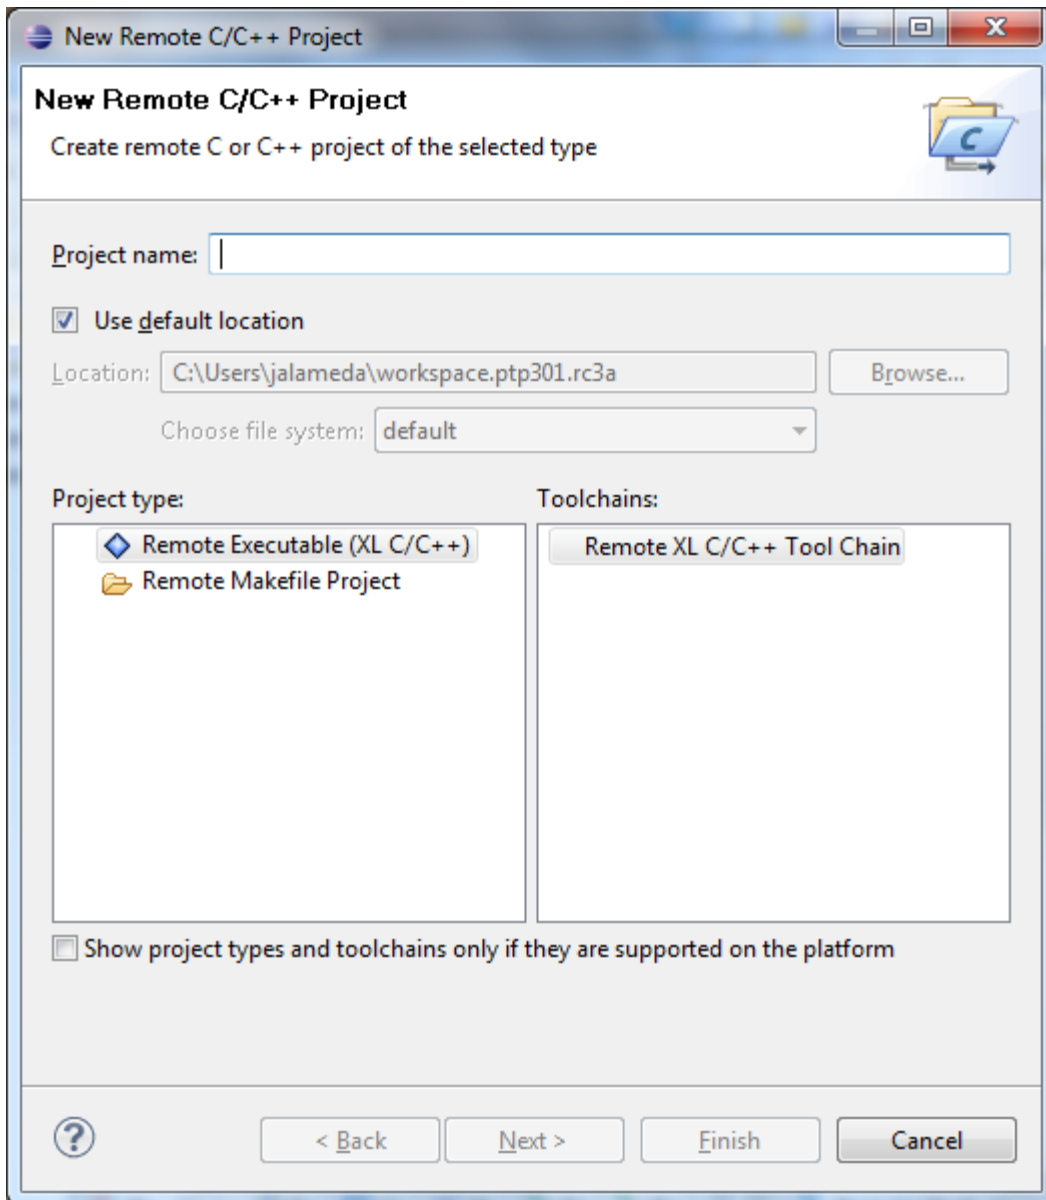 New Remote C/C++ Project
New Remote C/C++ Project
Create remote C or C++ project of the selected type
C
Project name:
Use default location
Location: C:\Users\jalameda\workspace.ptp301.rc3a Browse...
Choose file system: default
Project type: Toolchains:
Remote Executable (XL C/C++) Remote XL C/C++ Tool Chain
Remote Makefile Project
Show project types and toolchains only if they are supported on the platform
? < Back Next > Finish Cancel